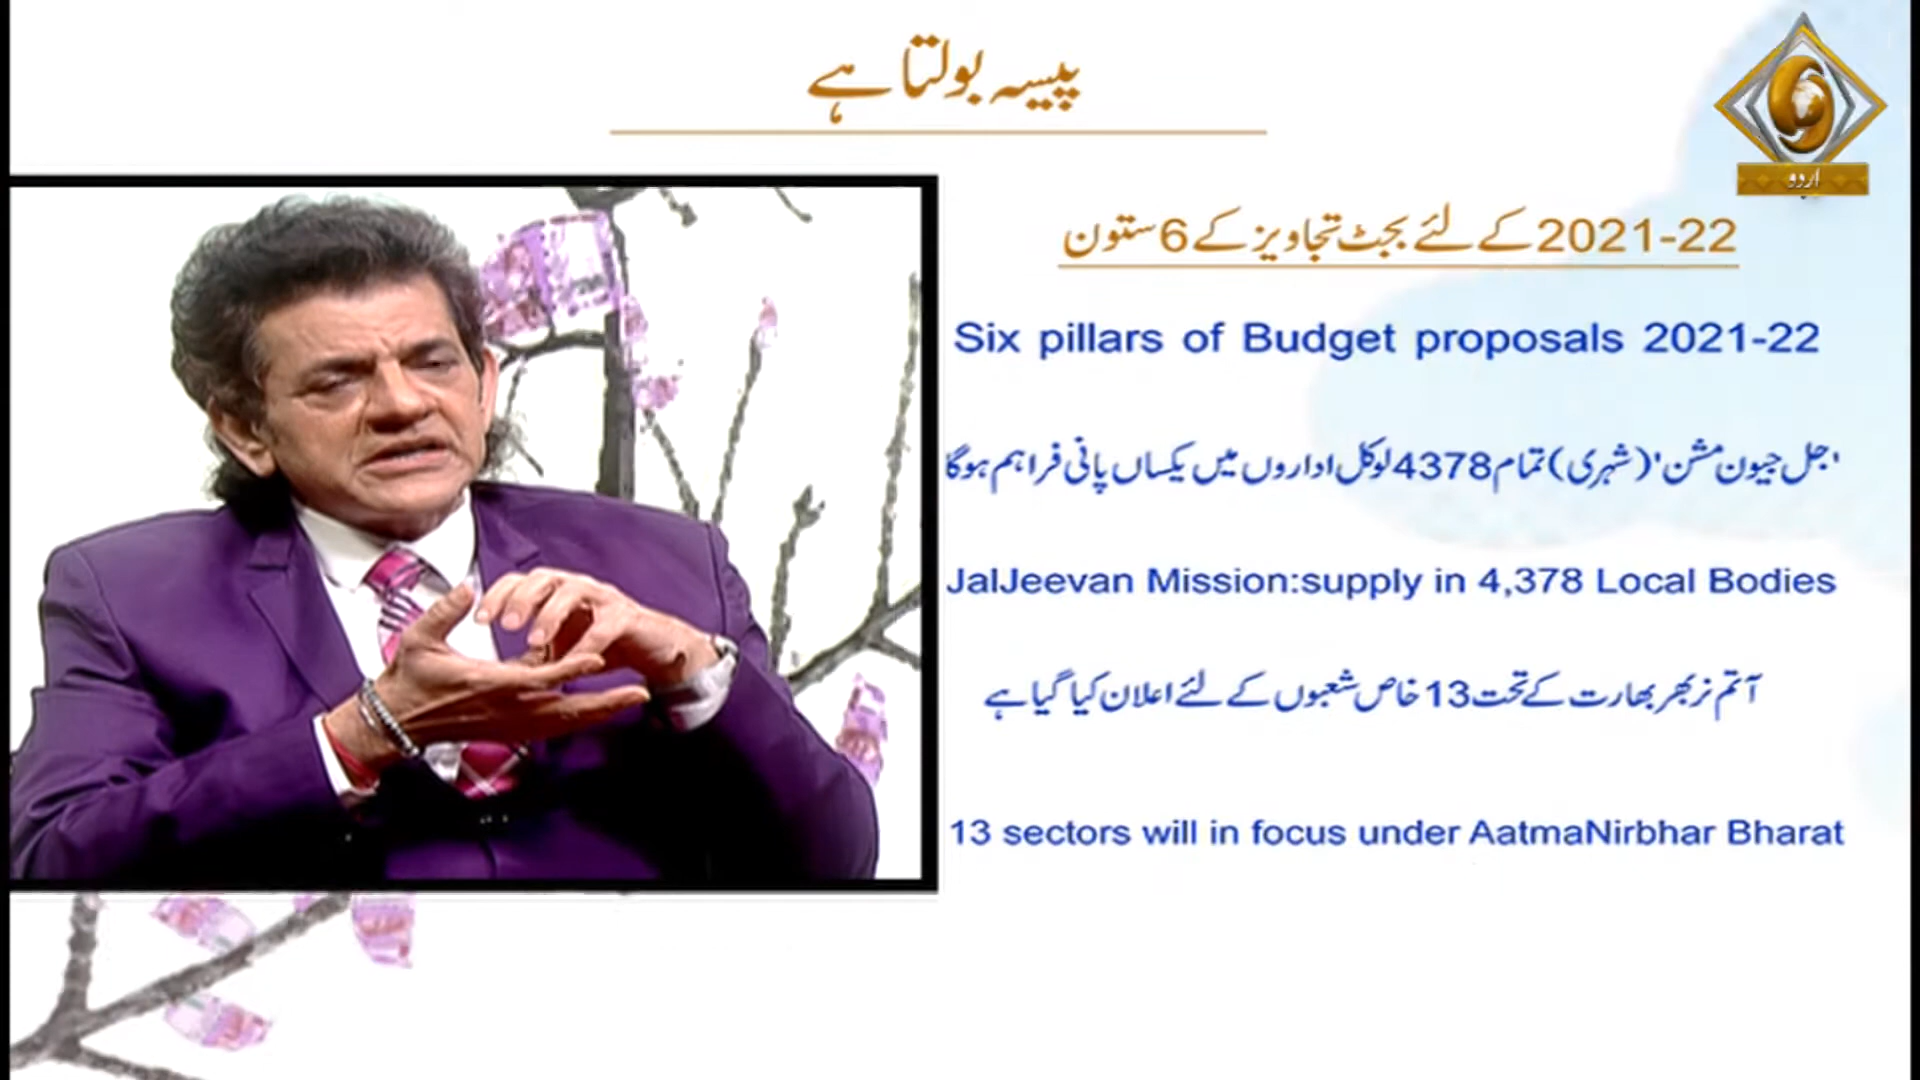 پیسہ بولتا ہے
اردو
2021-22 کے لئے بجٹ تجاویز کے 6 ستون
Six pillars of Budget proposals 2021-22
'جل جیون مشن' (شہری) تمام 4378 لوکل اداروں میں یکساں پانی فراہم ہوگا
JalJeevan Mission:supply in 4,378 Local Bodies
آتم نربھر بھارت کے تحت 13 خاص شعبوں کے لئے اعلان کیا گیا ہے
13 sectors will in focus under AatmaNirbhar Bharat